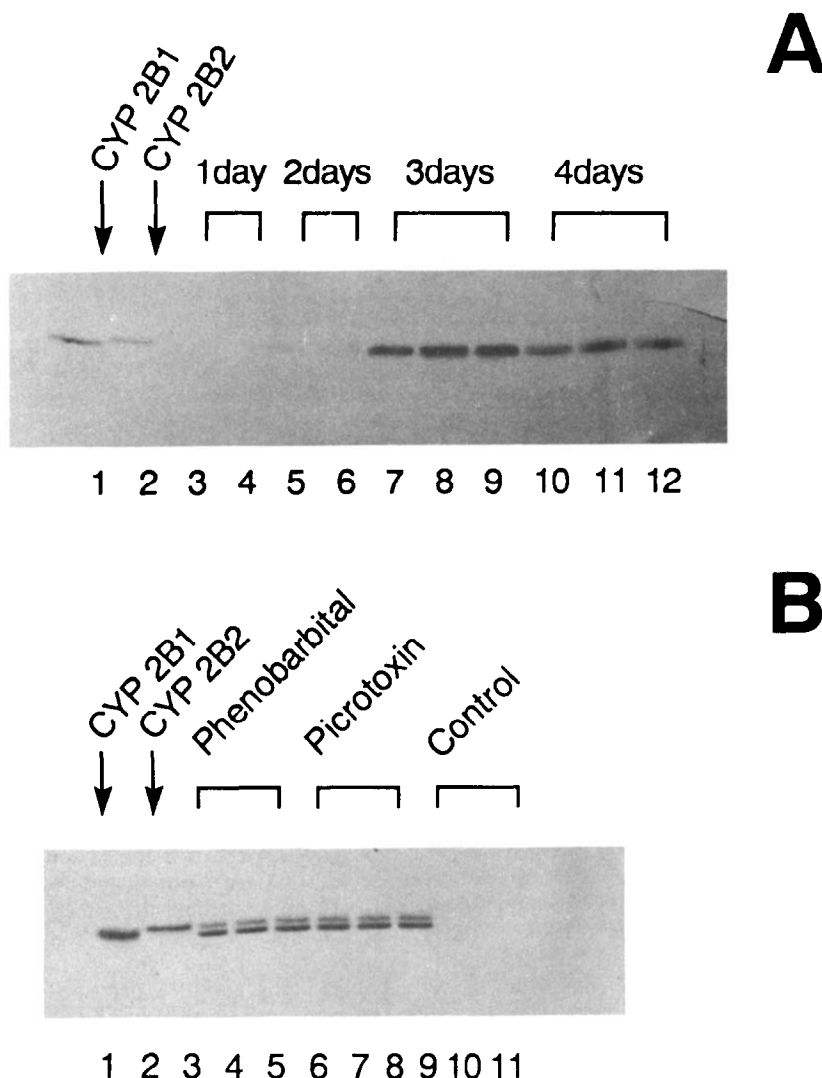 A
CYP 2B1
CYP 2B2
1day 2days 3days 4days
1 2 3 4 5 6 7 8 9 10 11 12
B
CYP 2B1
CYP 2B2
Phenobarbital
Picrotoxin
Control
1 2 3 4 5 6 7 8 9 10 11